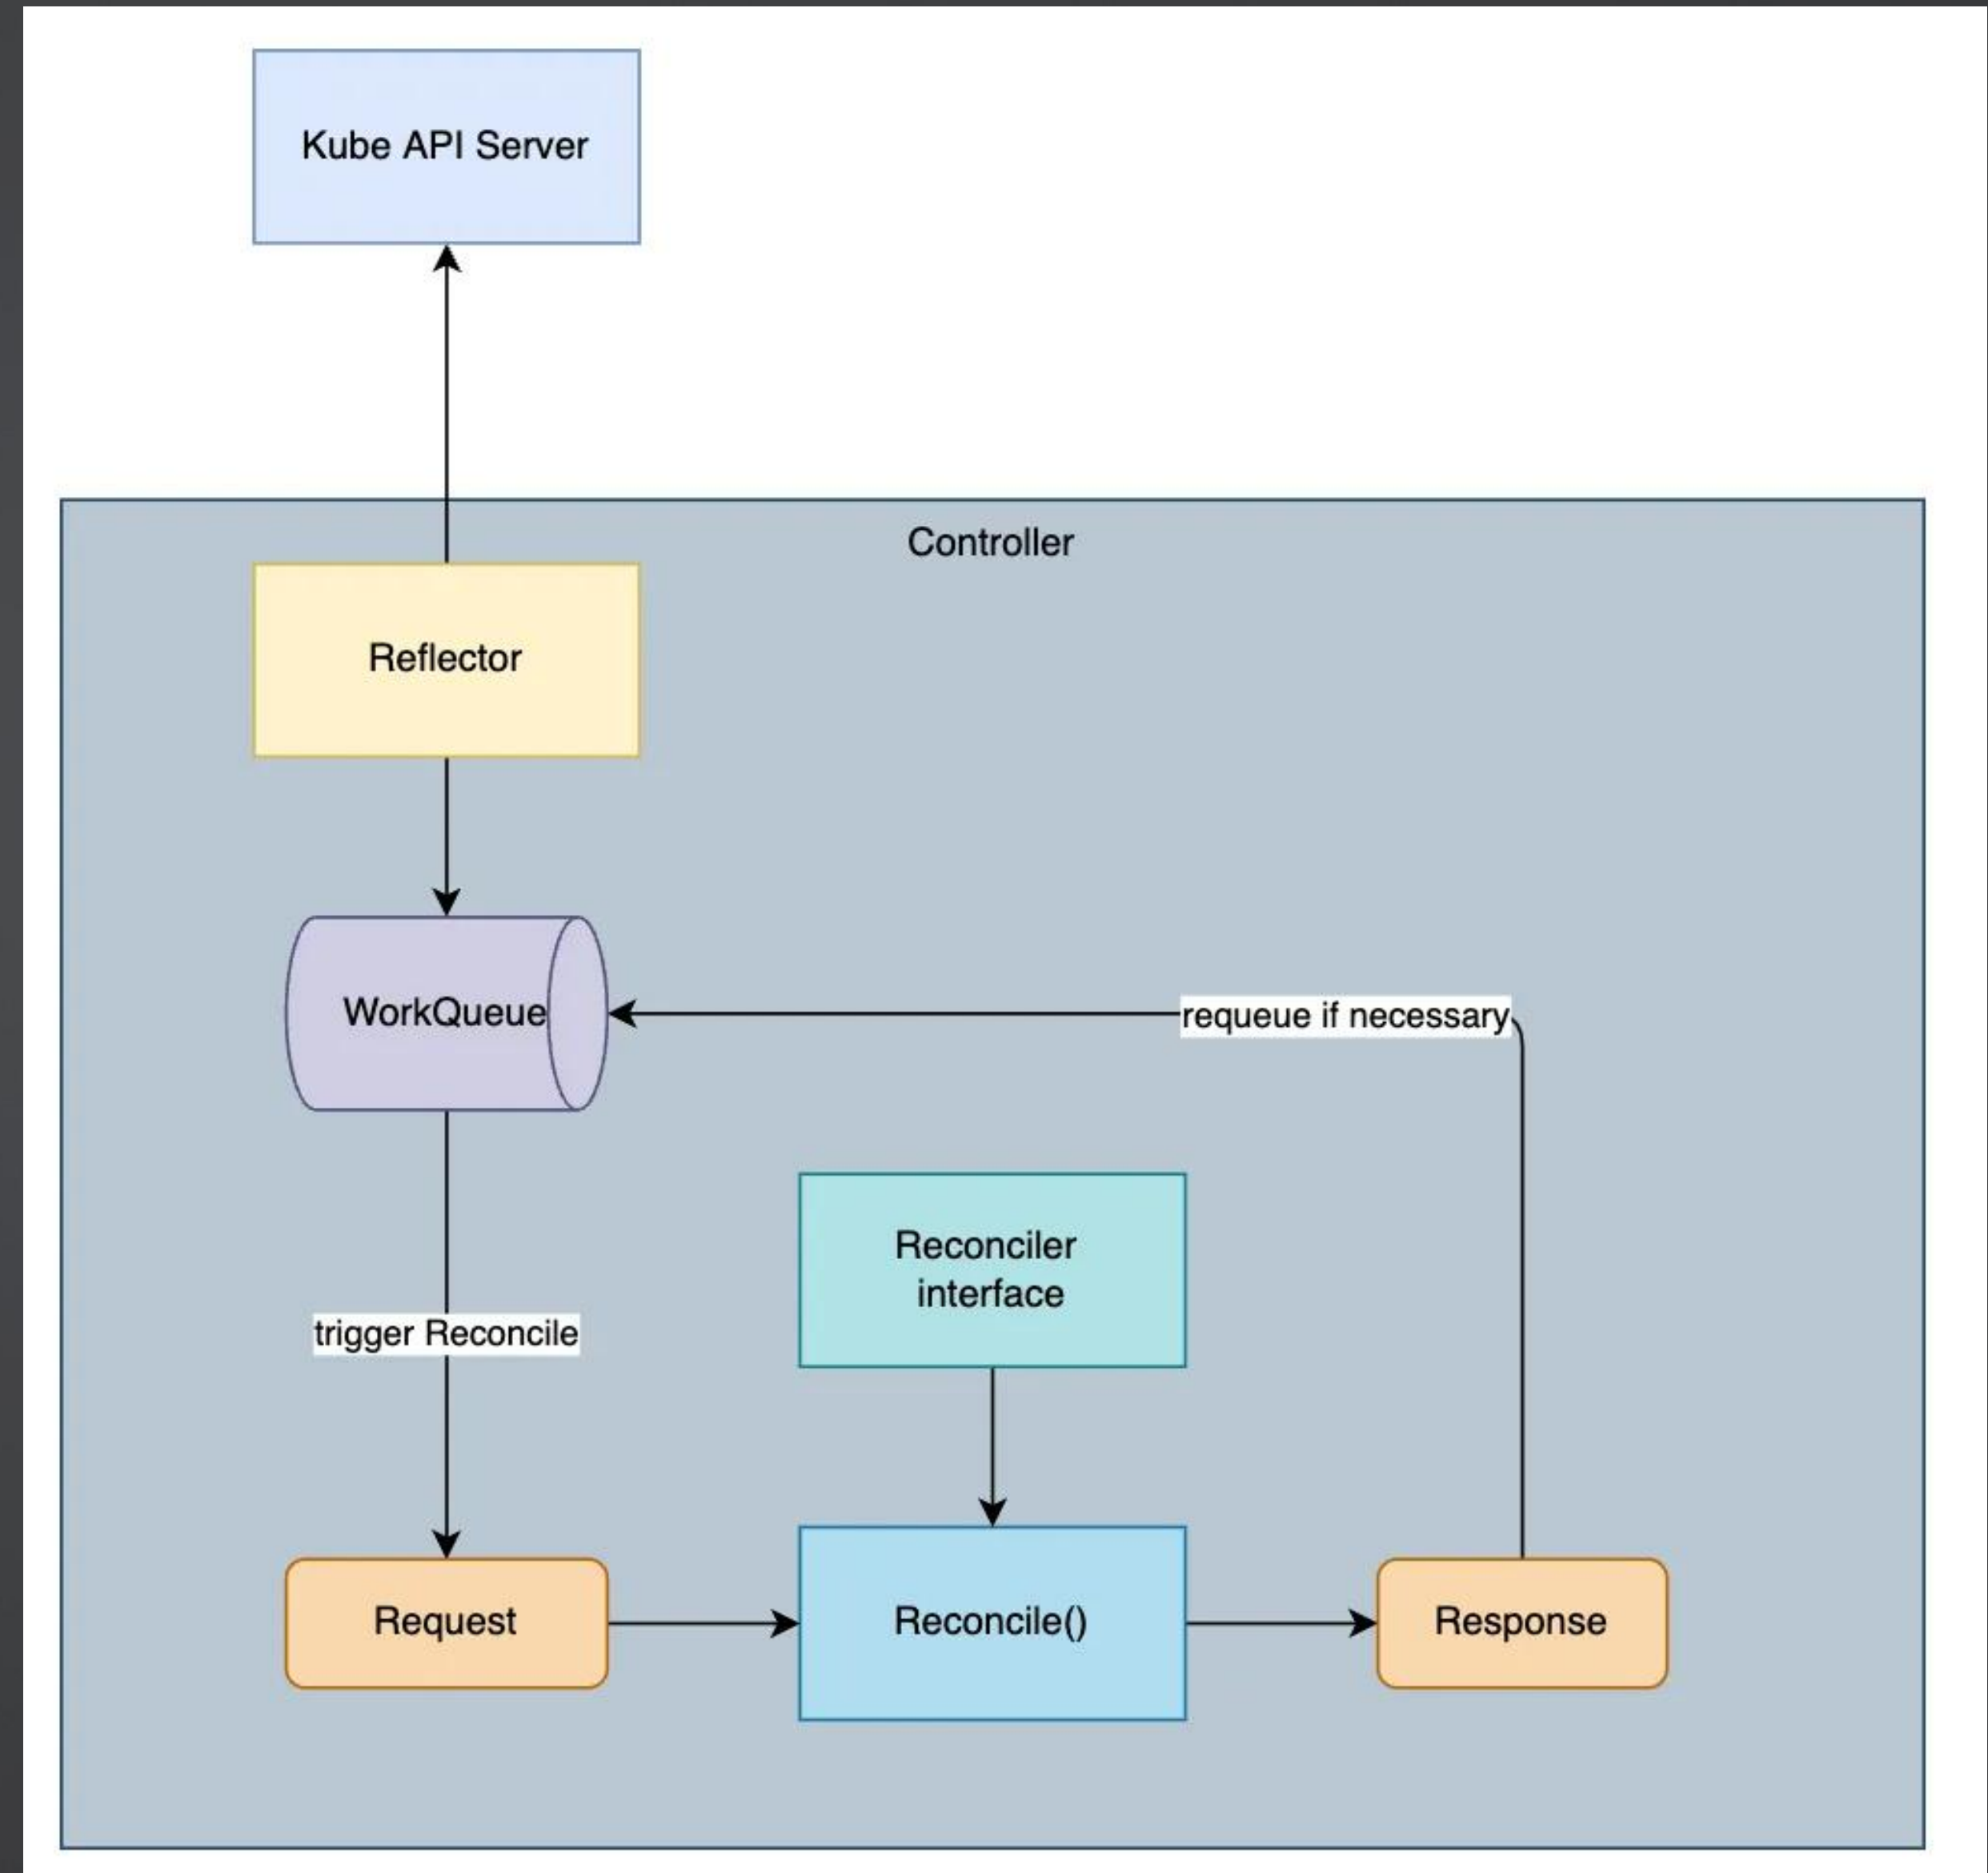 Kube API Server
Controller
Reflector
WorkQueue
requeue if necessary
Reconciler
interface
trigger Reconcile
Request
Reconcile()
Response